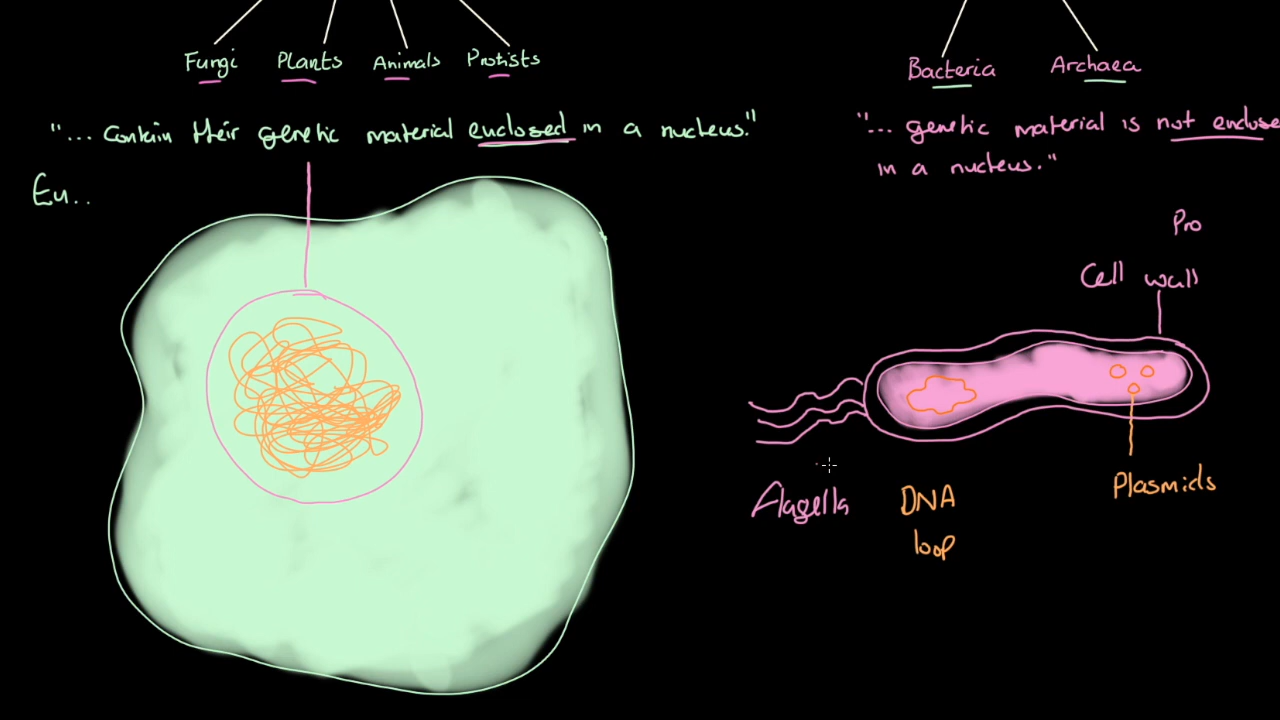 Fungi Plants Animals Protists
"... Contain their genetic material enclosed in a nucleus."
Eu..
Bacteria Archaea
"... genetic material is not enclose
in a nucleus."
Pro
Cell wall
Flagella
DNA
loop
Plasmids